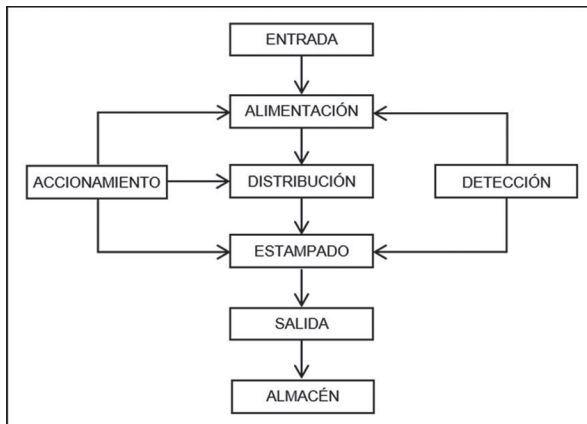 ENTRADA
ALIMENTACIÓN
ACCIONAMIENTO
DISTRIBUCIÓN
DETECCIÓN
ESTAMPADO
SALIDA
ALMACÉN